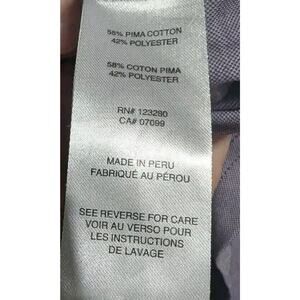 58% PIMA COTTON
42% POLYESTER
58% COTON PIMA
42% POLYESTER
RN# 123280
CA# 07099
MADE IN PERU
FABRIQUÉ AU PÉROU
SEE REVERSE FOR CARE
VOIR AU VERSO POUR
LES INSTRUCTIONS
DE LAVAGE